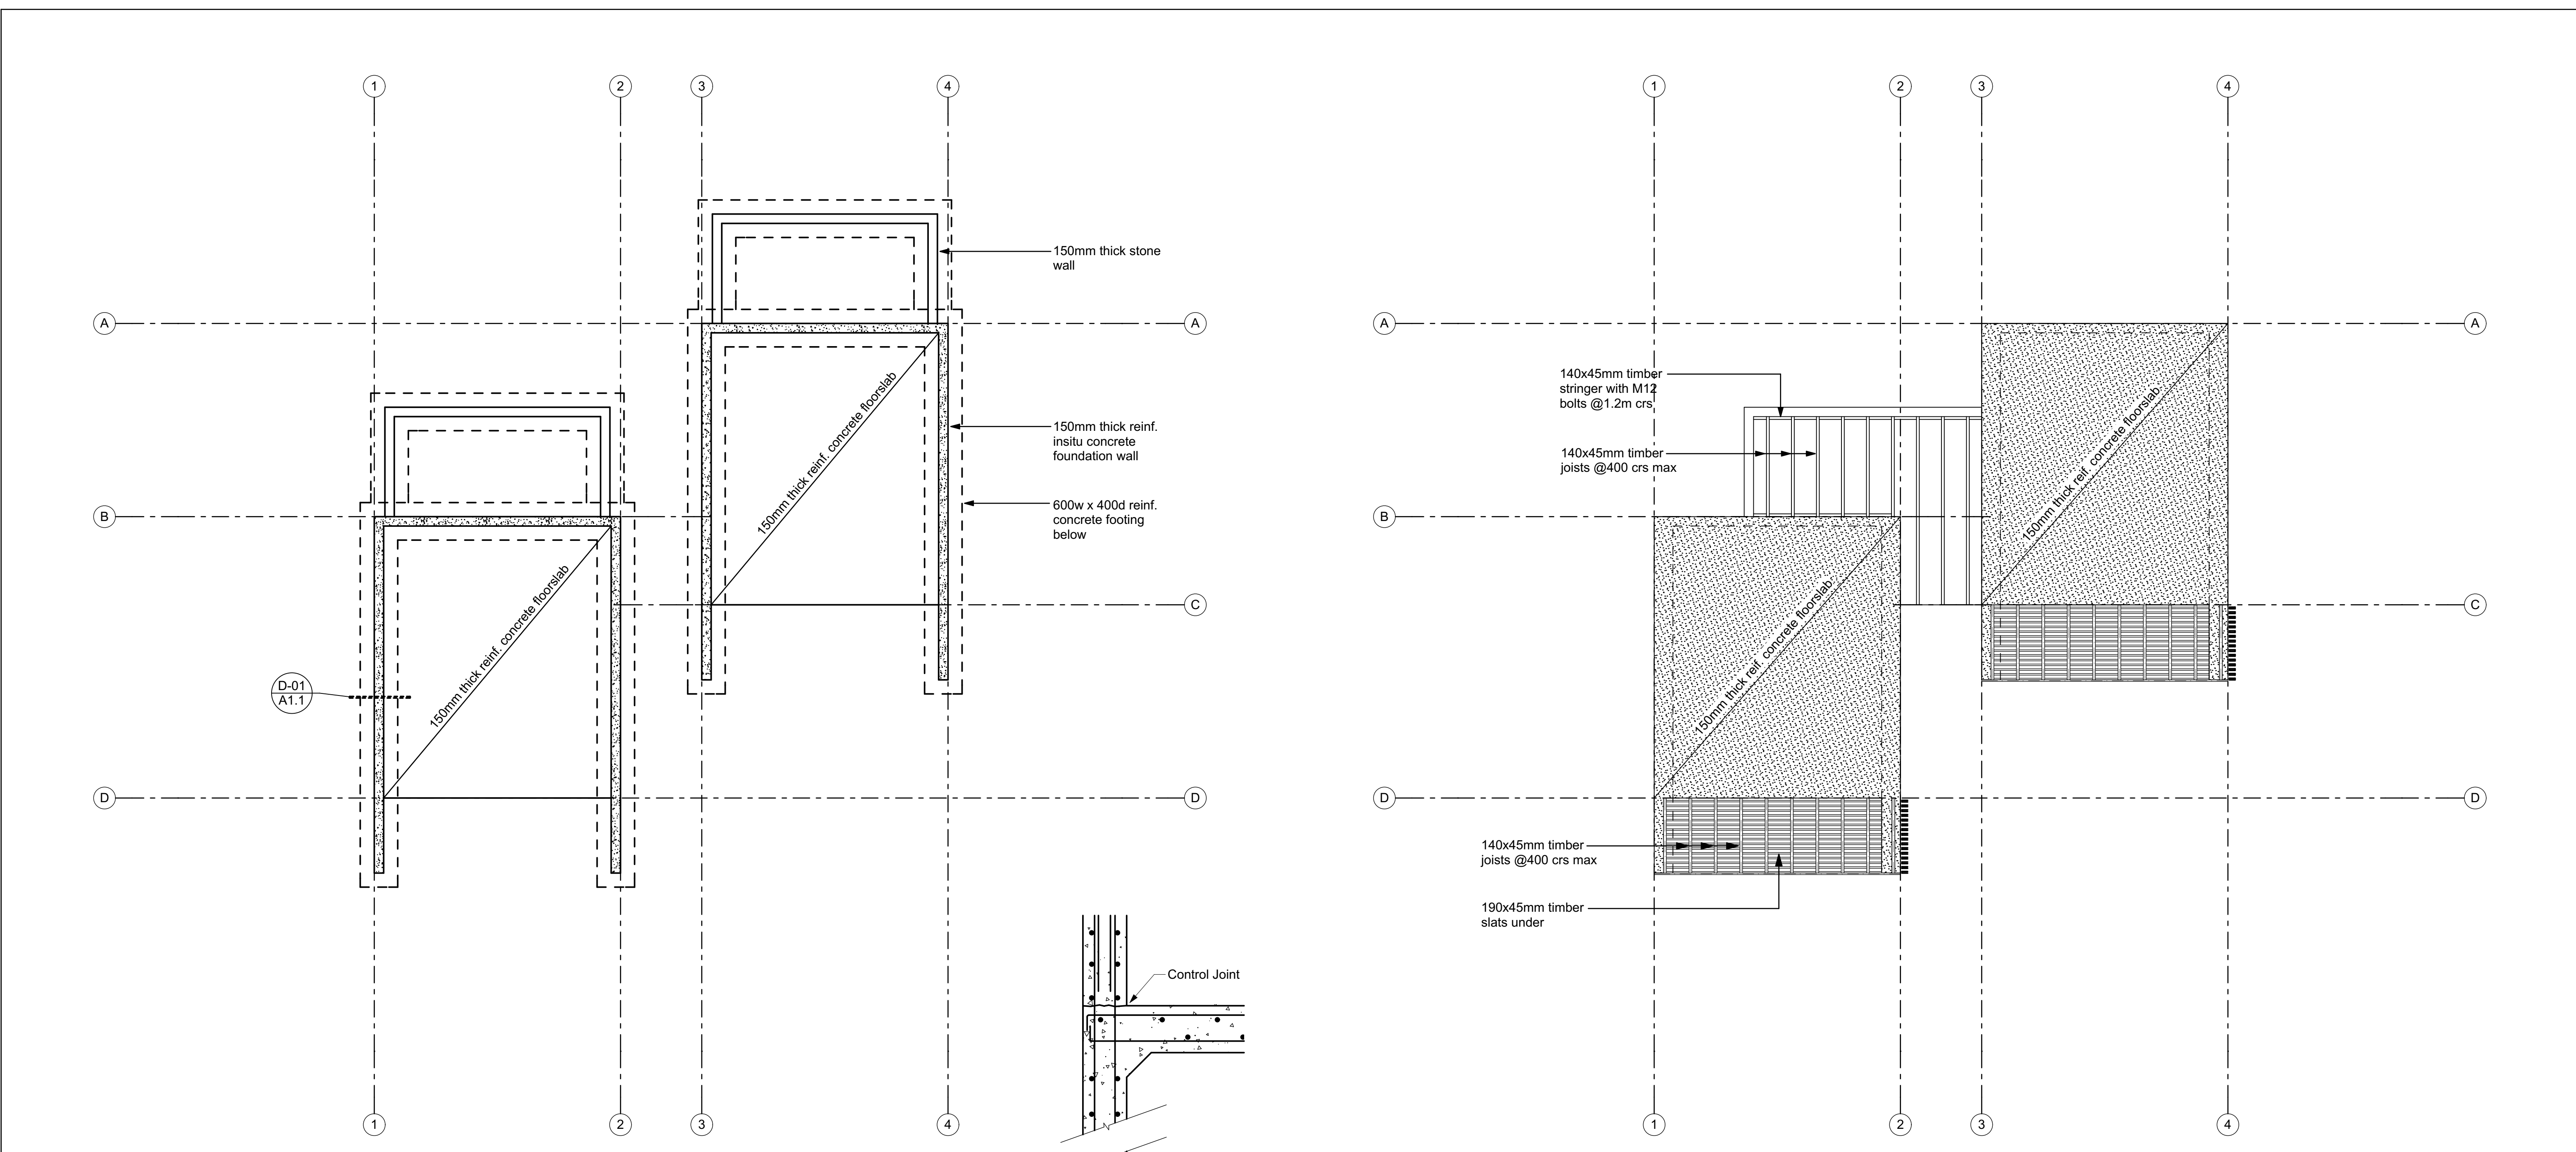 1
2
3
4
150mm thick stone
wall
A
A
150mm thick reinf. concrete floorslab
150mm thick reinf.
insitu concrete
foundation wall
600w x 400d reinf.
concrete footing
below
B
C
150mm thick reinf. concrete floorslab
D-01
A1.1
D
D
Control Joint
1
2
3
4
1
2
3
4
A
A
140x45mm timber
stringer with M12
bolts @1.2m crs
140x45mm timber
joists @400 crs max
150mm thick reif. concrete floorslab
B
C
150mm thick reif. concrete floorslab
D
D
140x45mm timber
joists @400 crs max
190x45mm timber
slats under
1
2
3
4